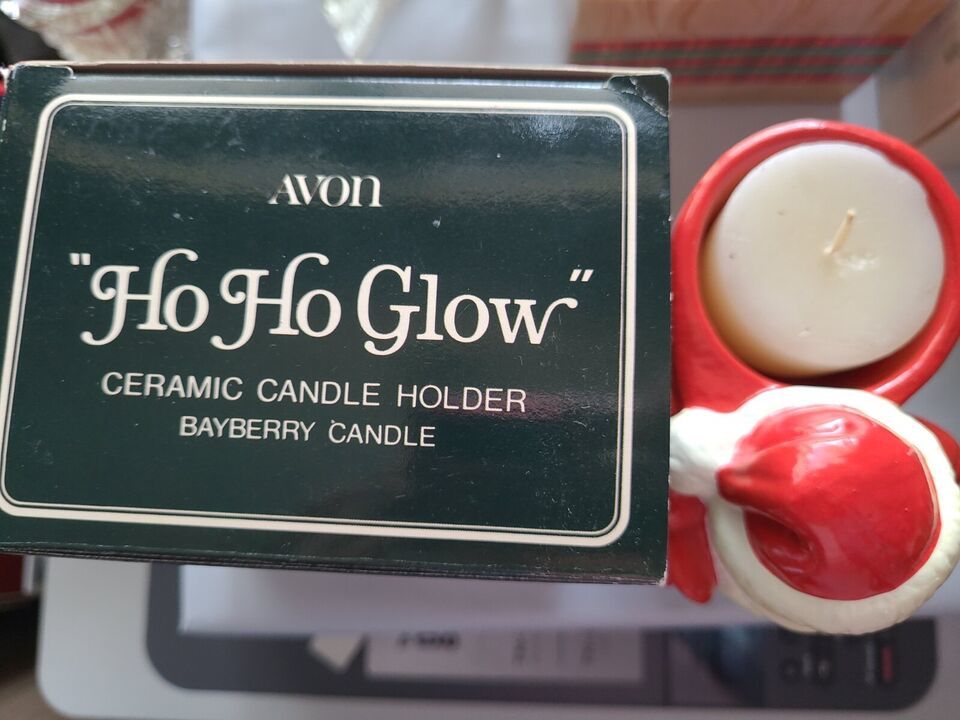 AVON
"Ho Ho Glow"
CERAMIC CANDLE HOLDER
BAYBERRY CANDLE